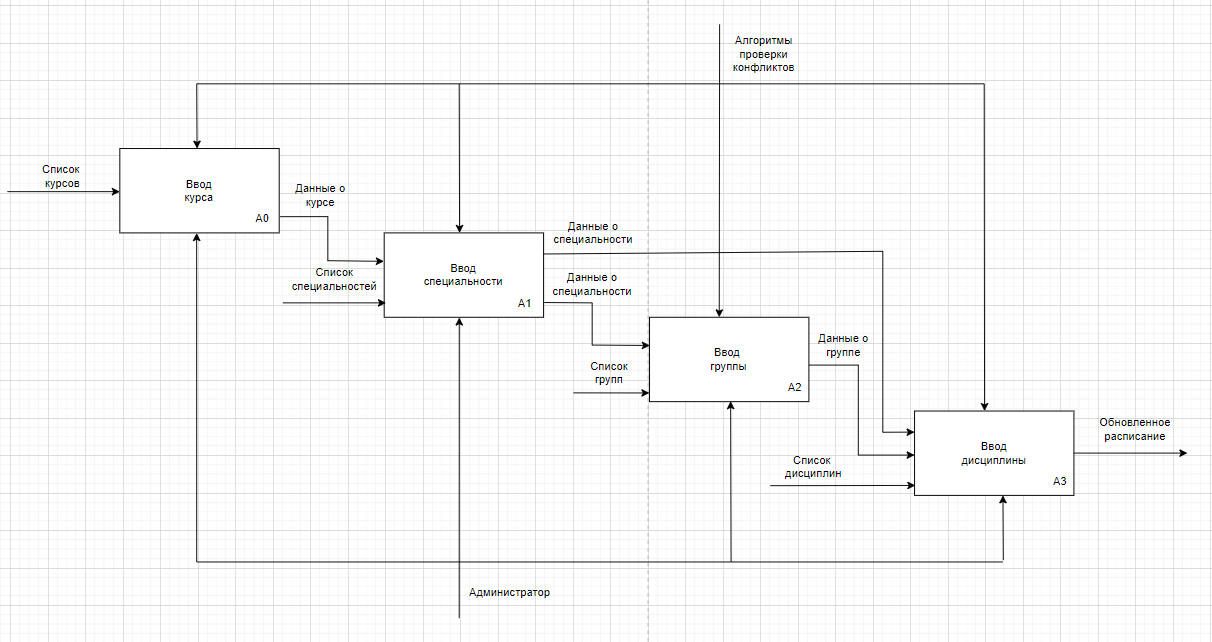 Алгоритмы
проверки
конфликтов
Список
курсов
Ввод
курса
A0
Данные о
курсе
Список
специальностей
Ввод
специальности
A1
Данные о
специальности
Данные о
специальности
Список
групп
Ввод
группы
A2
Данные о
группе
Список
дисциплин
Ввод
дисциплины
A3
Обновленное
расписание
Администратор